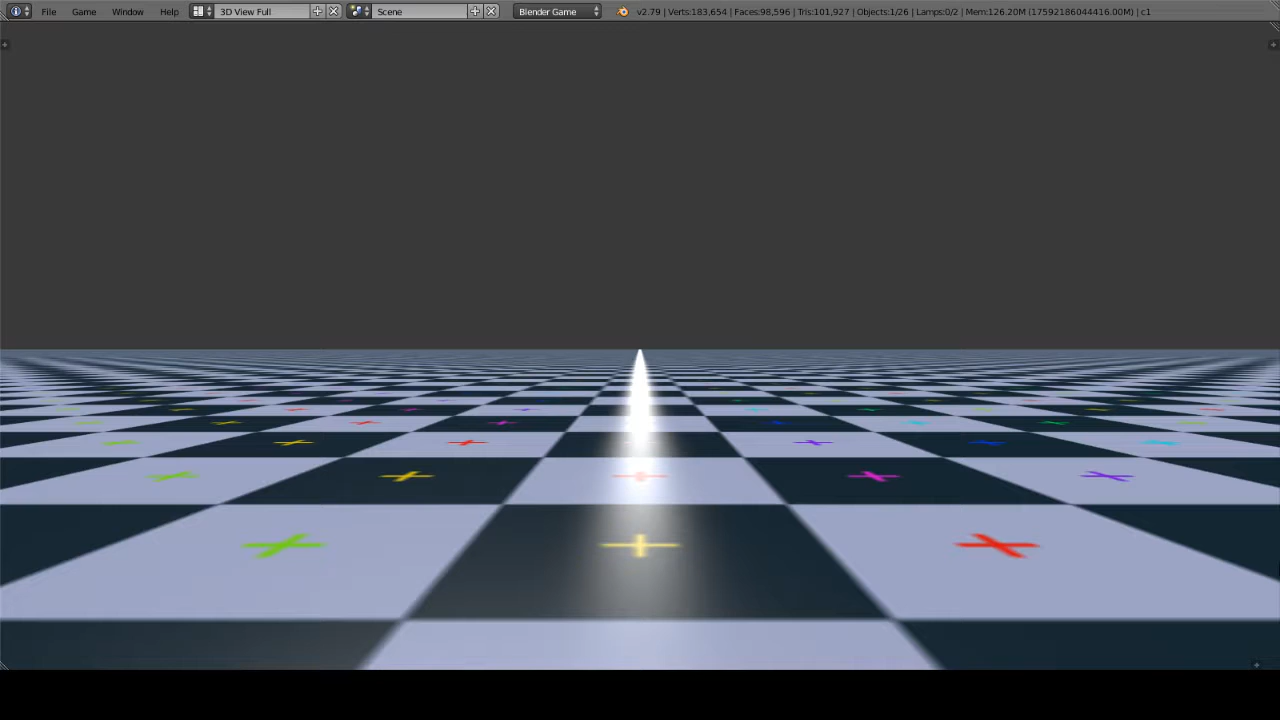 File Game Window Help 3D View Full Scene Blender Game v2.79 | Verts:183,654 | Faces:98,596 | Tris:101,927 | Objects:1/26 | Lamps:0/2 | Mem:126.20M (17592186044416.00M) | c1